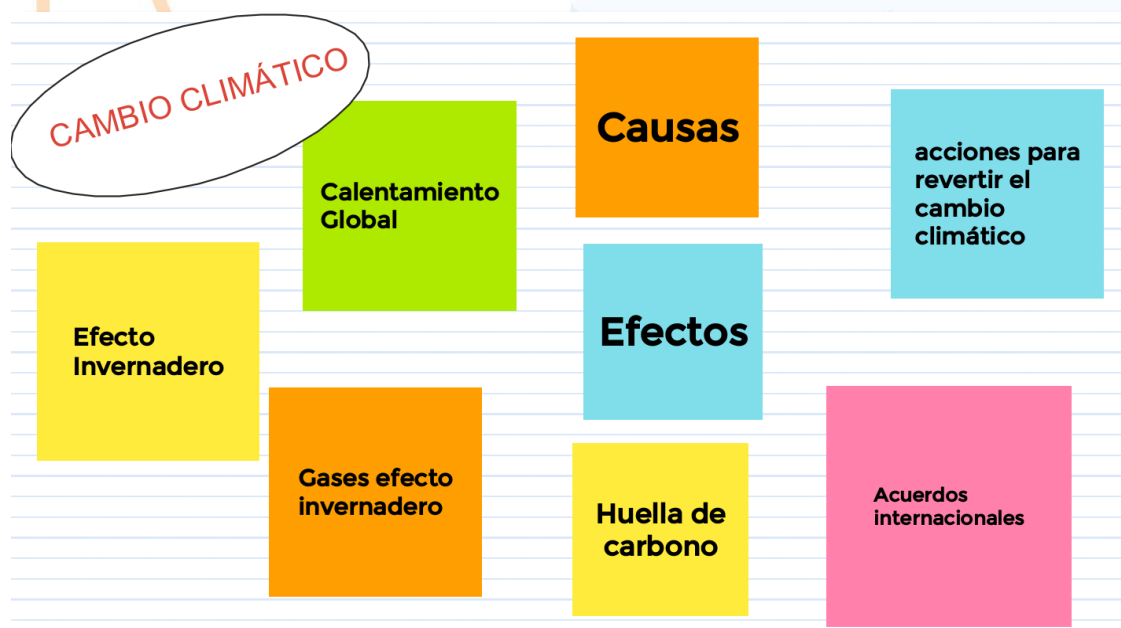 CAMBIO CLIMÁTICO
Calentamiento
Global
Causas
acciones para
revertir el
cambio
climático
Efecto
Invernadero
Efectos
Gases efecto
invernadero
Huella de
carbono
Acuerdos
internacionales